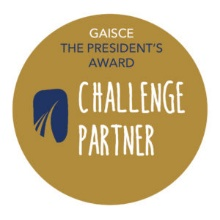 GAISCE
THE PRESIDENT'S
AWARD
CHALLENGE
PARTNER